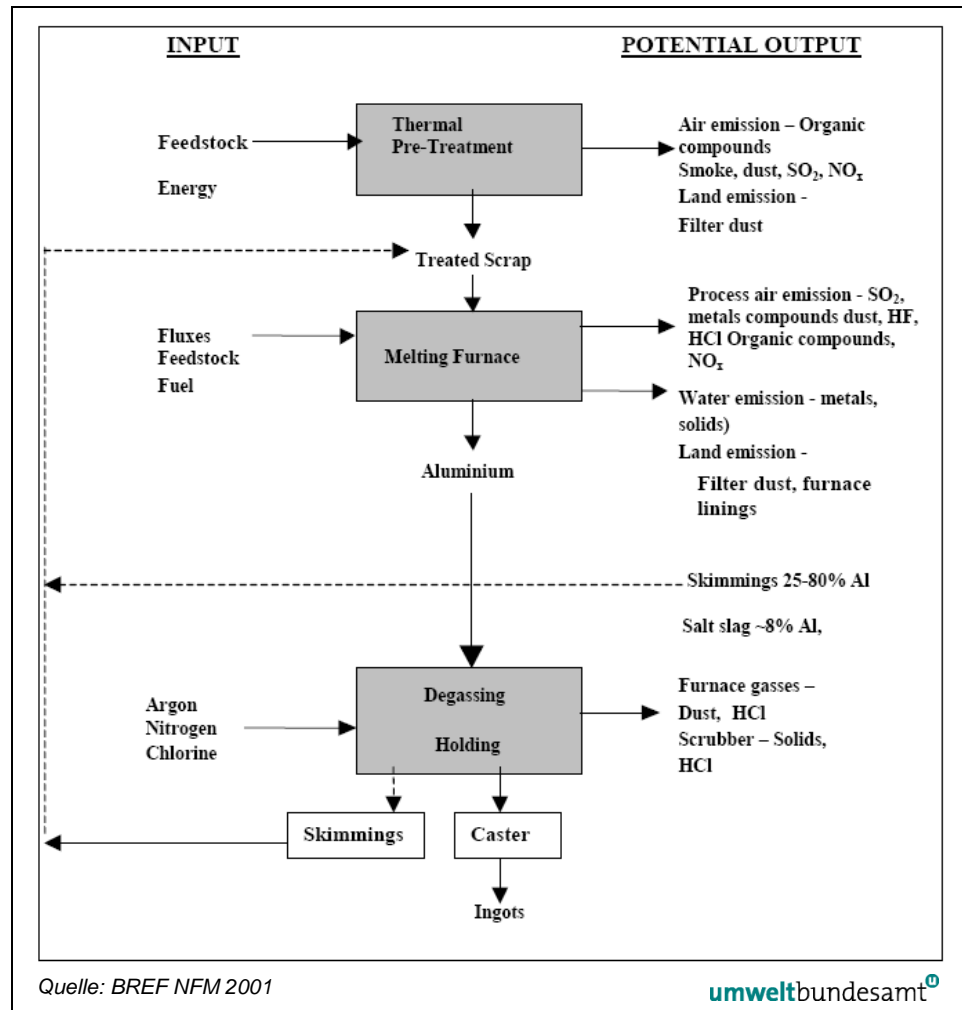 INPUT
POTENTIAL OUTPUT
Thermal
Pre-Treatment
Feedstock
Energy
Air emission – Organic
compounds
Smoke, dust, SO₂, NOₓ
Land emission -
Filter dust
Treated Scrap
Fluxes
Feedstock
Fuel
Melting Furnace
Process air emission - SO₂,
metals compounds dust, HF,
HCl Organic compounds,
NOₓ
Water emission - metals,
solids)
Land emission -
Filter dust, furnace
linings
Aluminium
Skimmings 25-80% Al
Salt slag ~8% Al,
Argon
Nitrogen
Chlorine
Degassing
Holding
Furnace gasses –
Dust, HCl
Scrubber – Solids,
HCl
Skimmings
Caster
Ingots
Quelle: BREF NFM 2001
umweltbundesamt